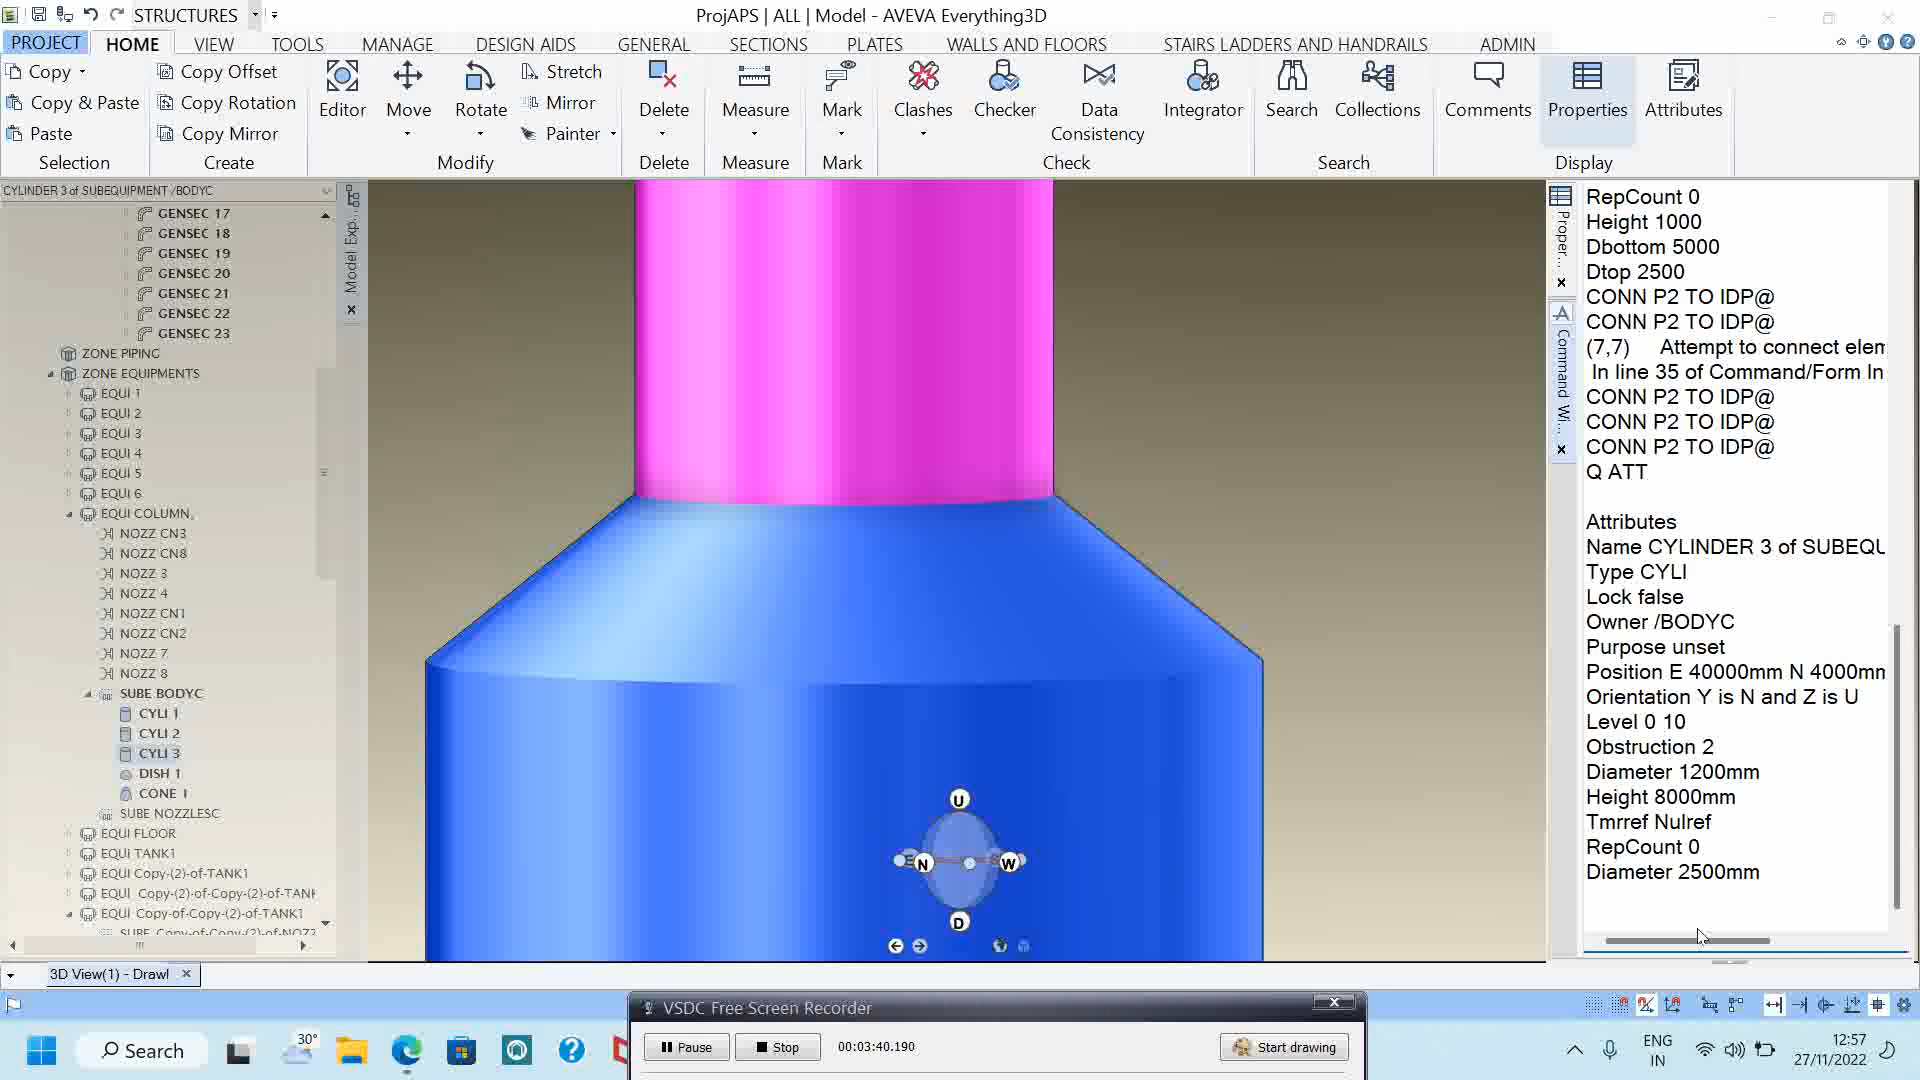 STRUCTURES
ProjAPS | ALL | Model - AVEVA Everything3D
PROJECT
HOME
VIEW
TOOLS
MANAGE
DESIGN AIDS
GENERAL
SECTIONS
PLATES
WALLS AND FLOORS
STAIRS LADDERS AND HANDRAILS
ADMIN
Copy
Copy & Paste
Paste
Selection
Copy Offset
Copy Rotation
Copy Mirror
Create
Editor
Move
Rotate
Stretch
Mirror
Painter
Modify
Delete
Delete
Measure
Measure
Mark
Mark
Clashes
Checker
Data
Consistency
Integrator
Check
Search
Collections
Search
Comments
Properties
Attributes
Display
CYLINDER 3 of SUBEQUIPMENT /BODYC
GENSEC 17
GENSEC 18
GENSEC 19
GENSEC 20
GENSEC 21
GENSEC 22
GENSEC 23
ZONE PIPING
ZONE EQUIPMENTS
EQUI 1
EQUI 2
EQUI 3
EQUI 4
EQUI 5
EQUI 6
EQUI COLUMN,
NOZZ CN3
NOZZ CN8
NOZZ 3
NOZZ 4
NOZZ CN1
NOZZ CN2
NOZZ 7
NOZZ 8
SUBE BODYC
CYLI 1
CYLI 2
CYLI 3
DISH 1
CONE 1
SUBE NOZZLESC
EQUI FLOOR
EQUI TANK1
EQUI Copy-(2)-of-TANK1
EQUI Copy-(2)-of-Copy-(2)-of-TANK
EQUI Copy-of-Copy-(2)-of-TANK1
SUBE Copy-of-Copy-(2)-of-NOZZ
Model Exp...
U
N
W
D
Proper...
Command Wi...
RepCount 0
Height 1000
Dbottom 5000
Dtop 2500
CONN P2 TO IDP@
CONN P2 TO IDP@
(7,7) Attempt to connect elem
In line 35 of Command/Form In
CONN P2 TO IDP@
CONN P2 TO IDP@
CONN P2 TO IDP@
Q ATT
Attributes
Name CYLINDER 3 of SUBEQU
Type CYLI
Lock false
Owner /BODYC
Purpose unset
Position E 40000mm N 4000mm
Orientation Y is N and Z is U
Level 0 10
Obstruction 2
Diameter 1200mm
Height 8000mm
Tmrref Nulref
RepCount 0
Diameter 2500mm
3D View(1) - Drawl
VSDC Free Screen Recorder
Pause
Stop
00:03:40.190
Start drawing
Search
30°
ENG
IN
12:57
27/11/2022